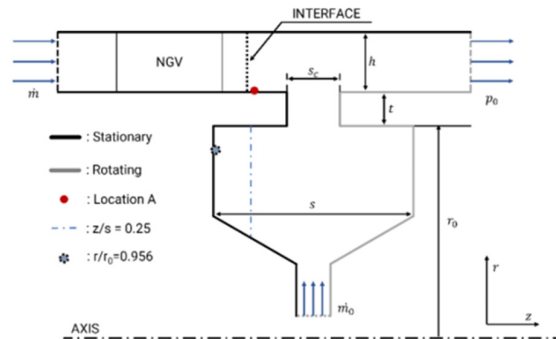 INTERFACE
NGV
h
s_c
ṁ
t
p_0
: Stationary
: Rotating
: Location A
: z/s = 0.25
: r/r_0=0.956
s
r_0
ṁ_0
r
z
AXIS